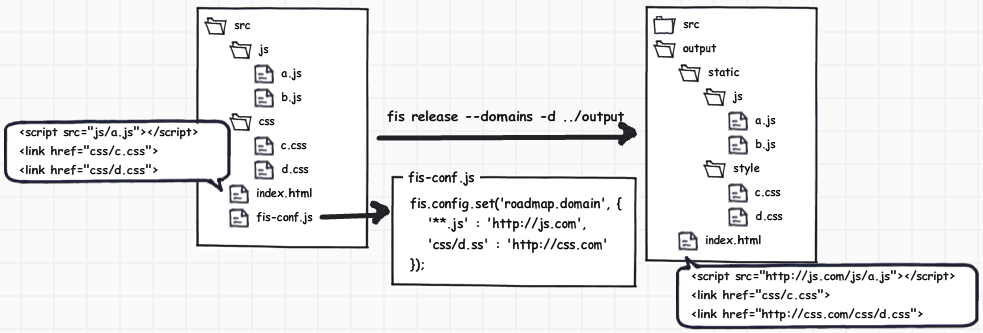 src
js
a.js
b.js
css
c.css
d.css
index.html
fis-conf.js
<script src="js/a.js"></script>
<link href="css/c.css">
<link href="css/d.css">
fis release --domains -d ../output
fis-conf.js
fis.config.set('roadmap.domain', {
'**.js' : 'http://js.com',
'css/d.ss' : 'http://css.com'
});
src
output
static
js
a.js
b.js
style
c.css
d.css
index.html
<script src="http://js.com/js/a.js"></script>
<link href="css/c.css">
<link href="http://css.com/css/d.css">